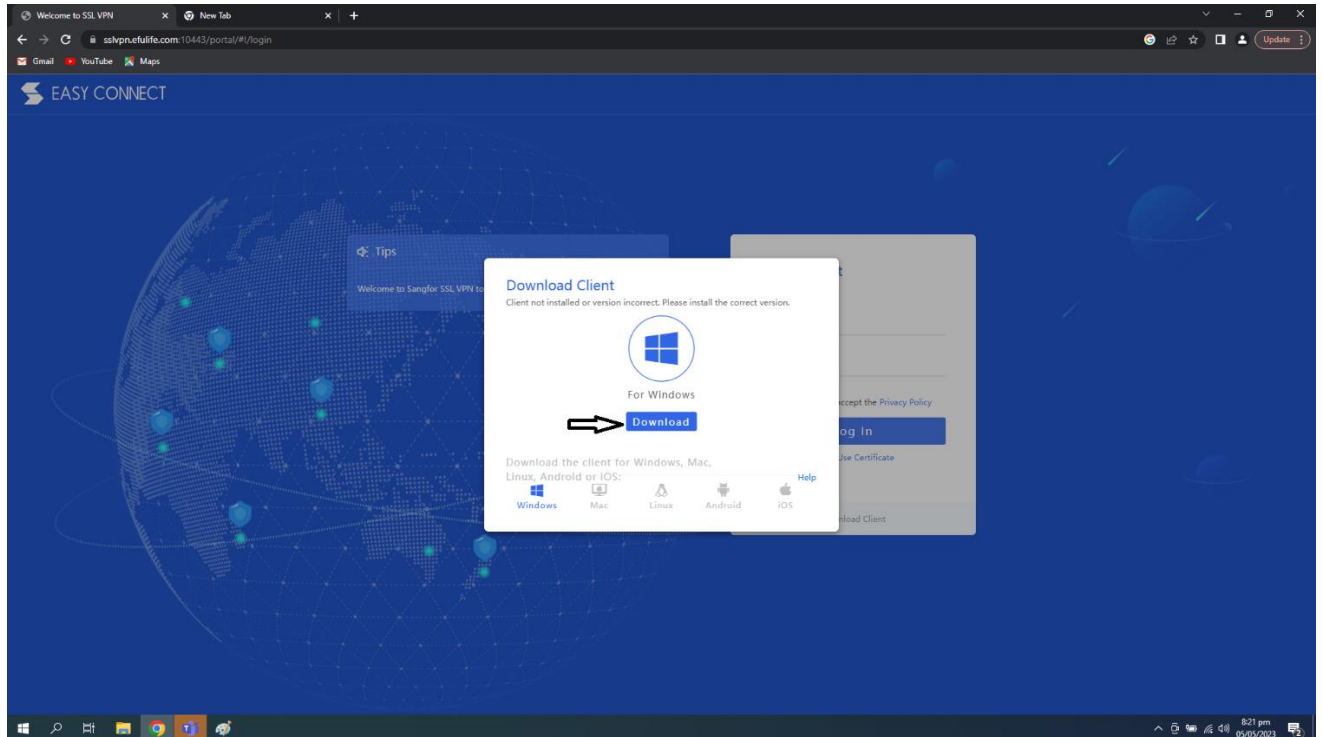 Welcome to SSL VPN
New Tab
sslvpn.efulife.com:10443/portal/#!/login
Update
Gmail YouTube Maps
EASY CONNECT
Tips
Welcome to Sangfor SSL VPN to
Download Client
Client not installed or version incorrect. Please install the correct version.
For Windows
Download
Download the client for Windows, Mac,
Linux, Android or iOS:
Help
Windows Mac Linux Android iOS
accept the Privacy Policy
og In
Use Certificate
nload Client
8:21 pm
05/05/2023
2